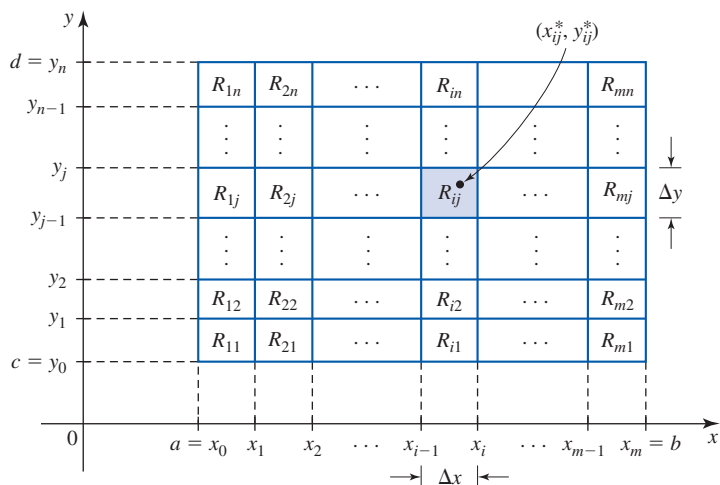 y
(x*ij, y*ij)
d = yn
R1n R2n ··· Rin Rmn
yn−1
⋮ ⋮ ⋮ ⋮ ⋮
yj
R1j R2j ··· Rij ··· Rmj Δy
yj−1
⋮ ⋮ ⋮ ⋮ ⋮
y2
R12 R22 Ri2 Rm2
y1
R11 R21 ··· Ri1 ··· Rm1
c = y0
0 a = x0 x1 x2 ··· xi−1 xi ··· xm−1 xm = b x
Δx